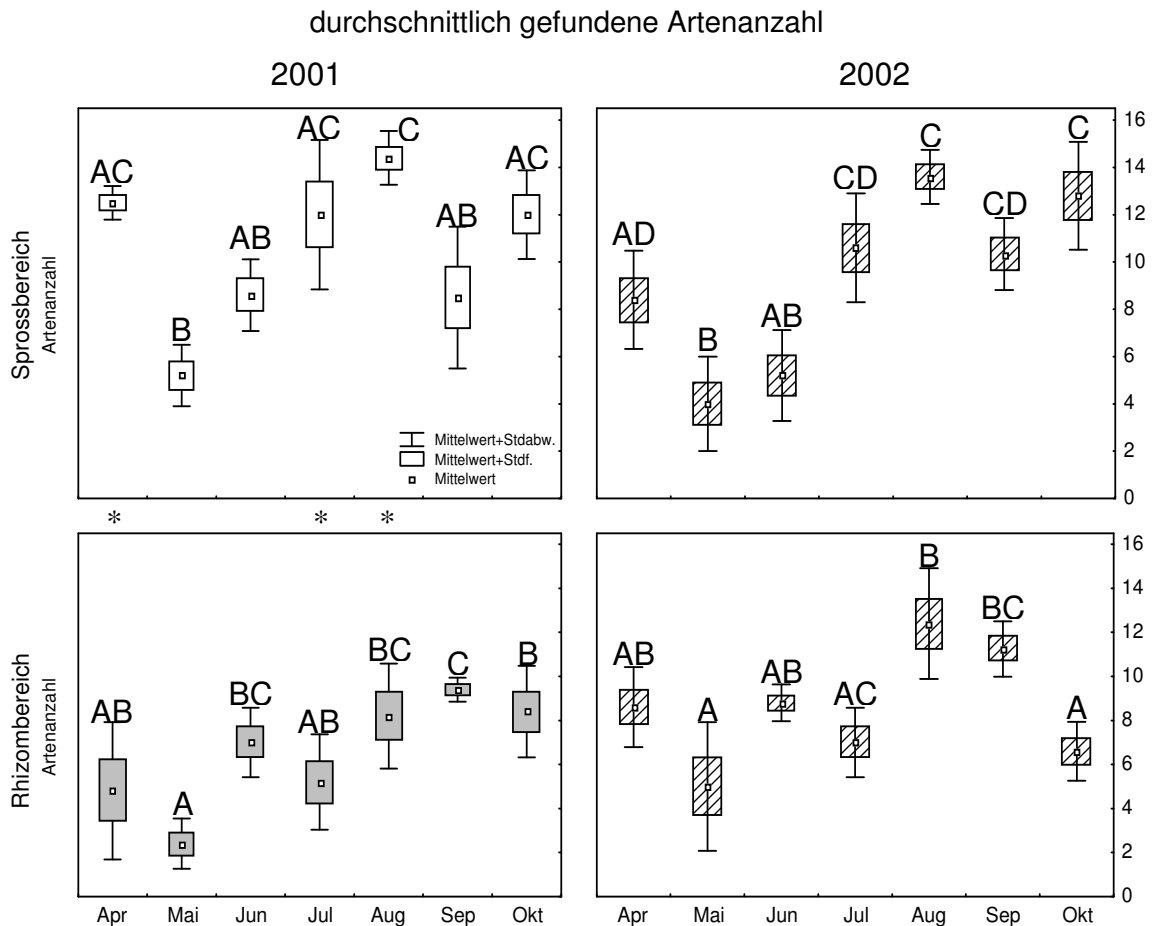 durchschnittlich gefundene Artenanzahl
2001
2002
Sprossbereich
Artenanzahl
AC
B
AB
AC
C
AB
AC
Mittelwert+Stdabw.
Mittelwert+Stdf.
Mittelwert
AD
B
AB
CD
C
CD
C
16
14
12
10
8
6
4
2
0
* * *
Rhizombereich
Artenanzahl
AB
A
BC
AB
BC
C
B
AB
A
AB
AC
B
BC
A
16
14
12
10
8
6
4
2
0
Apr Mai Jun Jul Aug Sep Okt
Apr Mai Jun Jul Aug Sep Okt